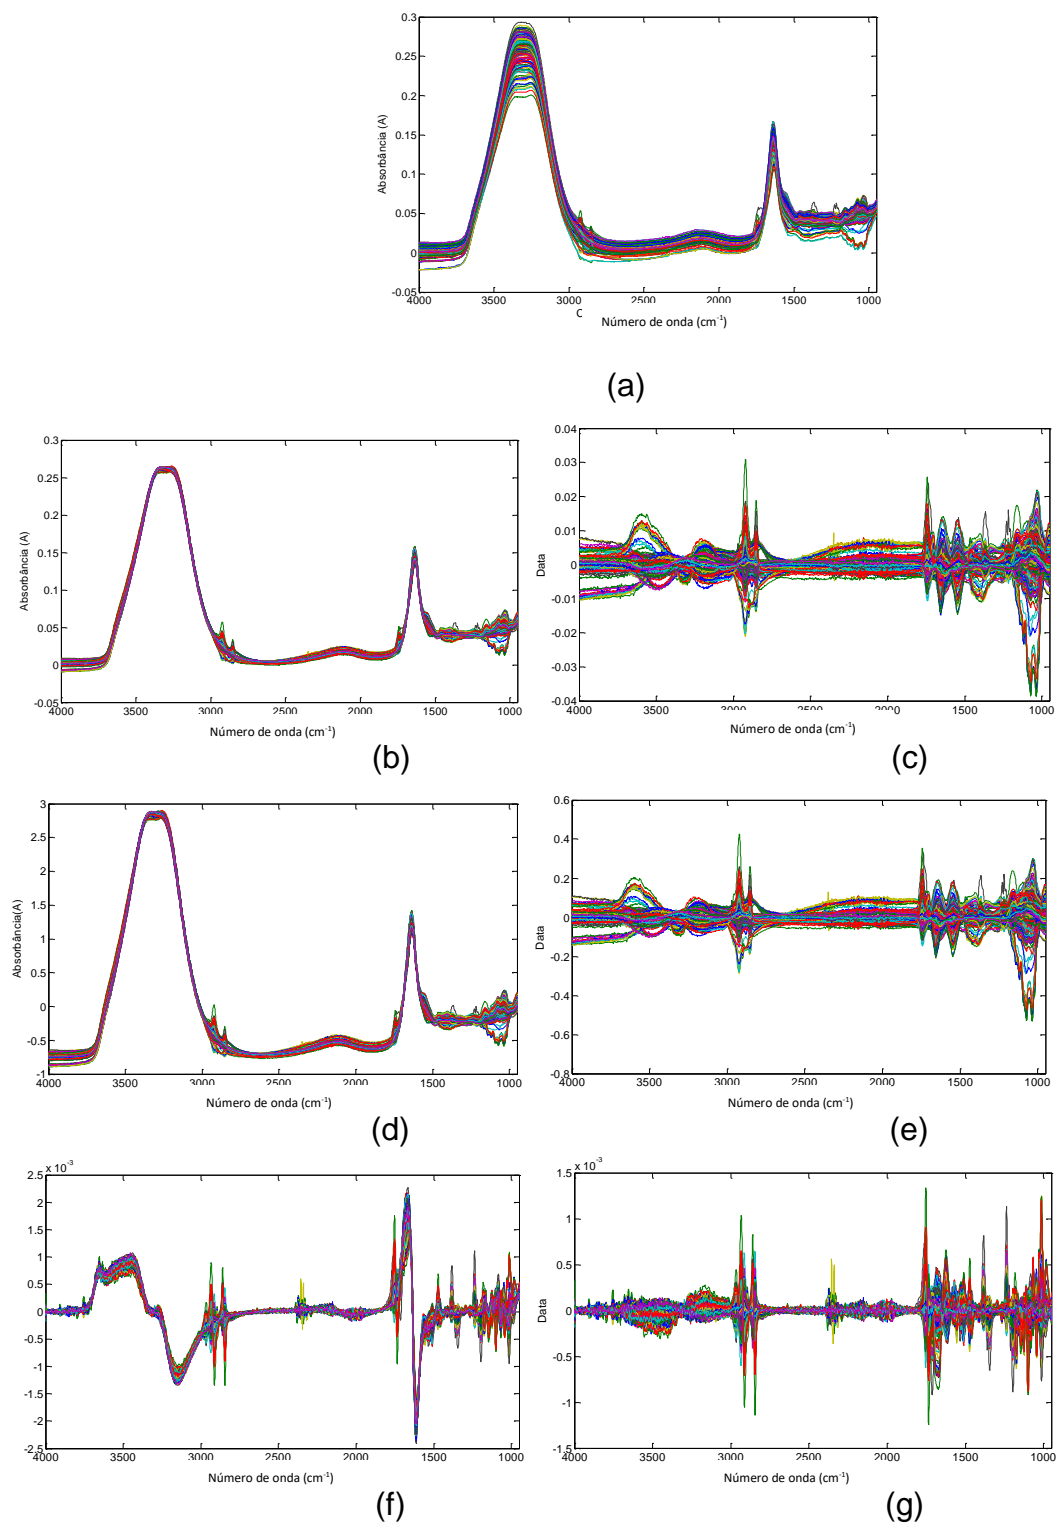 0.3
0.25
0.2
0.15
0.1
0.05
0
-0.05
Absorbância (A)
4000 3500 3000 2500 2000 1500 1000
C
Número de onda (cm-1)
(a)
0.3
0.25
0.2
0.15
0.1
0.05
0
-0.05
Absorbância (A)
4000 3500 3000 2500 2000 1500 1000
Número de onda (cm-1)
(b)
0.04
0.03
0.02
0.01
0
-0.01
-0.02
-0.03
-0.04
Data
4000 3500 3000 2500 2000 1500 1000
Número de onda (cm-1)
(c)
3
2.5
2
1.5
1
0.5
0
-0.5
-1
Absorbância(A)
4000 3500 3000 2500 2000 1500 1000
Número de onda (cm-1)
(d)
0.6
0.4
0.2
0
-0.2
-0.4
-0.6
-0.8
Data
4000 3500 3000 2500 2000 1500 1000
Número de onda (cm-1)
(e)
x 10-3
2.5
2
1.5
1
0.5
0
-0.5
-1
-1.5
-2
-2.5
4000 3500 3000 2500 2000 1500 1000
Número de onda (cm-1)
(f)
x 10-3
1.5
1
0.5
0
-0.5
-1
-1.5
Data
4000 3500 3000 2500 2000 1500 1000
Número de onda (cm-1)
(g)